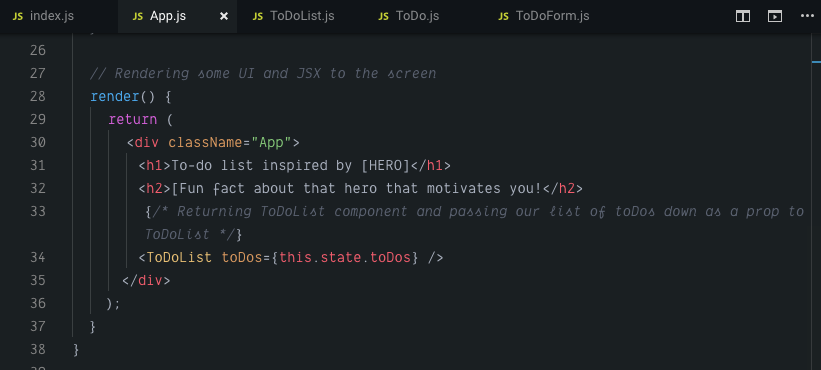 JS index.js JS App.js × JS ToDoList.js JS ToDo.js JS ToDoForm.js ...
26
27 // Rendering some UI and JSX to the screen
28 render() {
29 return (
30 <div className="App">
31 <h1>To-do list inspired by [HERO]</h1>
32 <h2>[Fun fact about that hero that motivates you!</h2>
33 {/* Returning ToDoList component and passing our list of toDos down as a prop to
ToDoList */}
34 <ToDoList toDos={this.state.toDos} />
35 </div>
36 );
37 }
38 }